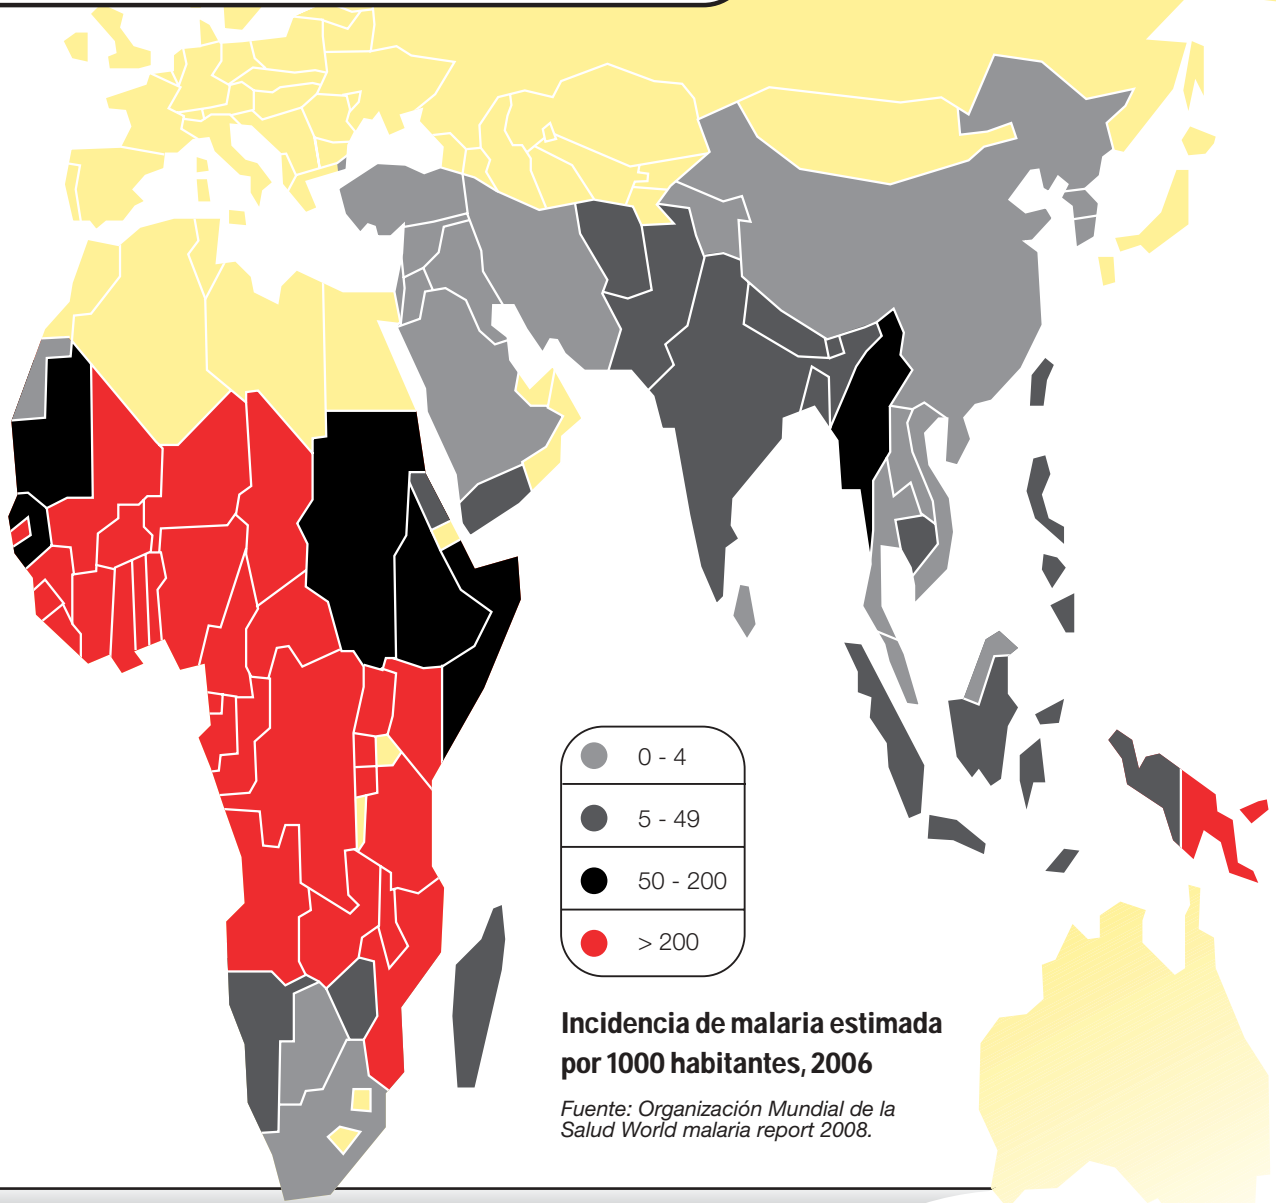 0 - 4
5 - 49
50 - 200
> 200
Incidencia de malaria estimada
por 1000 habitantes, 2006
Fuente: Organización Mundial de la
Salud World malaria report 2008.